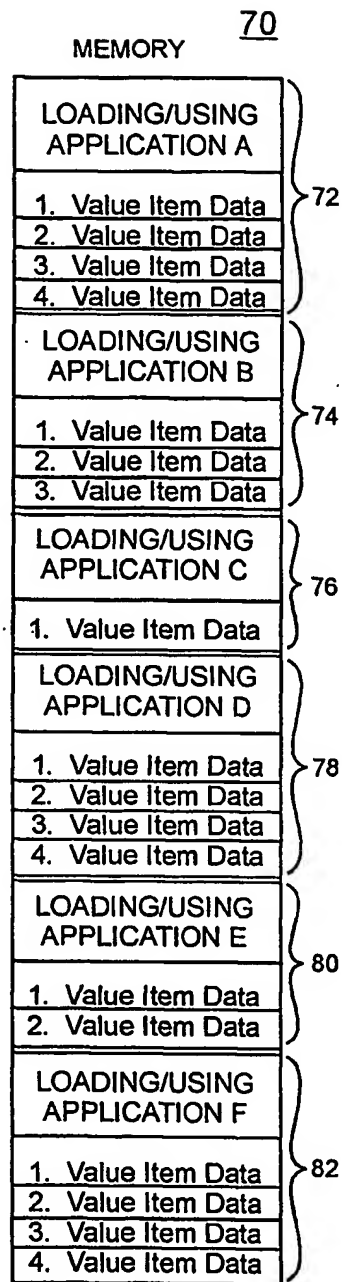 70
MEMORY
LOADING/USING
APPLICATION A
72
1. Value Item Data
2. Value Item Data
3. Value Item Data
4. Value Item Data
LOADING/USING
APPLICATION B
74
1. Value Item Data
2. Value Item Data
3. Value Item Data
LOADING/USING
APPLICATION C
76
1. Value Item Data
LOADING/USING
APPLICATION D
78
1. Value Item Data
2. Value Item Data
3. Value Item Data
4. Value Item Data
LOADING/USING
APPLICATION E
80
1. Value Item Data
2. Value Item Data
LOADING/USING
APPLICATION F
82
1. Value Item Data
2. Value Item Data
3. Value Item Data
4. Value Item Data